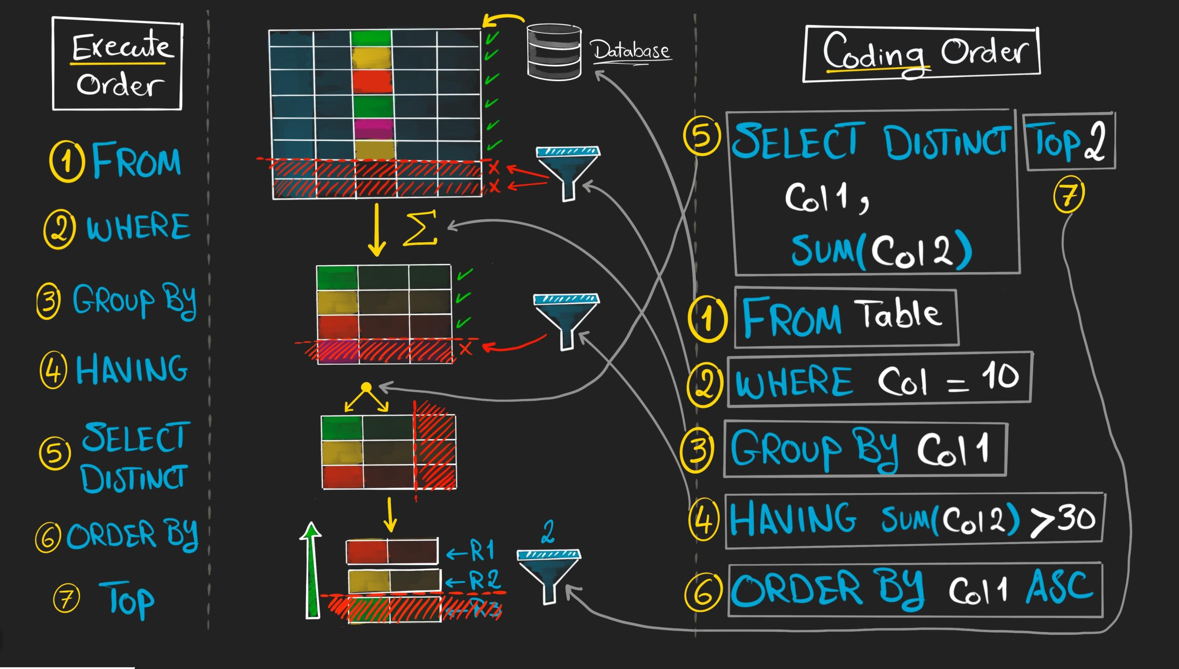 Execute
Order
① FROM
② WHERE
③ GROUP BY
④ HAVING
⑤ SELECT
DISTINCT
⑥ ORDER BY
⑦ TOP
Database
✓
✓
✓
✓
✓
✓
X
X
Σ
✓
✓
✓
X
←R1
←R2
←R3
2
Coding Order
⑤ SELECT DISTINCT TOP 2
Col1,
⑦
SUM(Col2)
① FROM Table
② WHERE Col = 10
③ GROUP BY Col1
④ HAVING SUM(Col2) >30
⑥ ORDER BY Col1 ASC